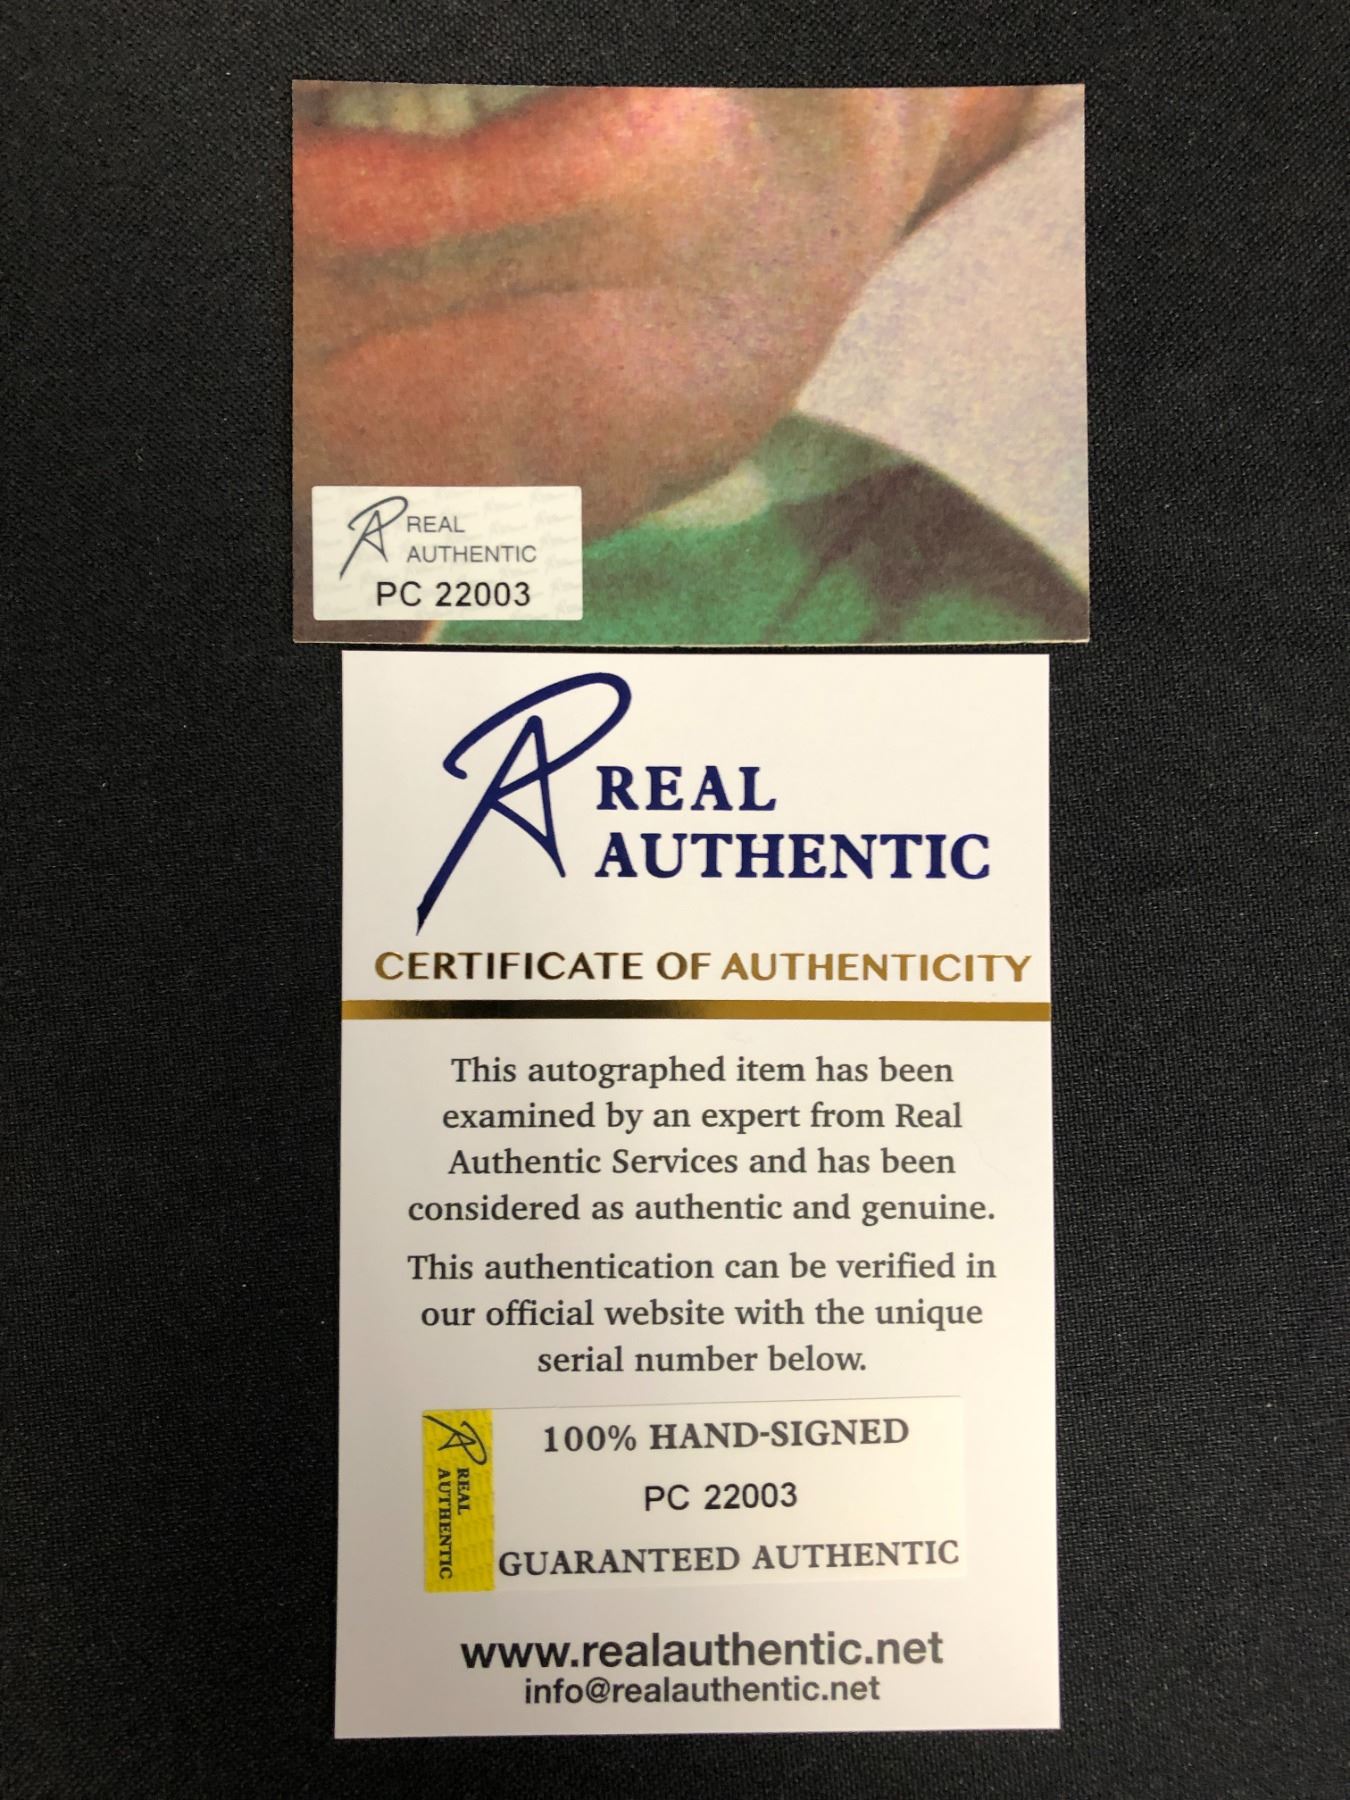 REAL
AUTHENTIC
PC 22003
REAL
AUTHENTIC
CERTIFICATE OF AUTHENTICITY
This autographed item has been
examined by an expert from Real
Authentic Services and has been
considered as authentic and genuine.
This authentication can be verified in
our official website with the unique
serial number below.
REAL
AUTHENTIC
100% HAND-SIGNED
PC 22003
GUARANTEED AUTHENTIC
www.realauthentic.net
info@realauthentic.net